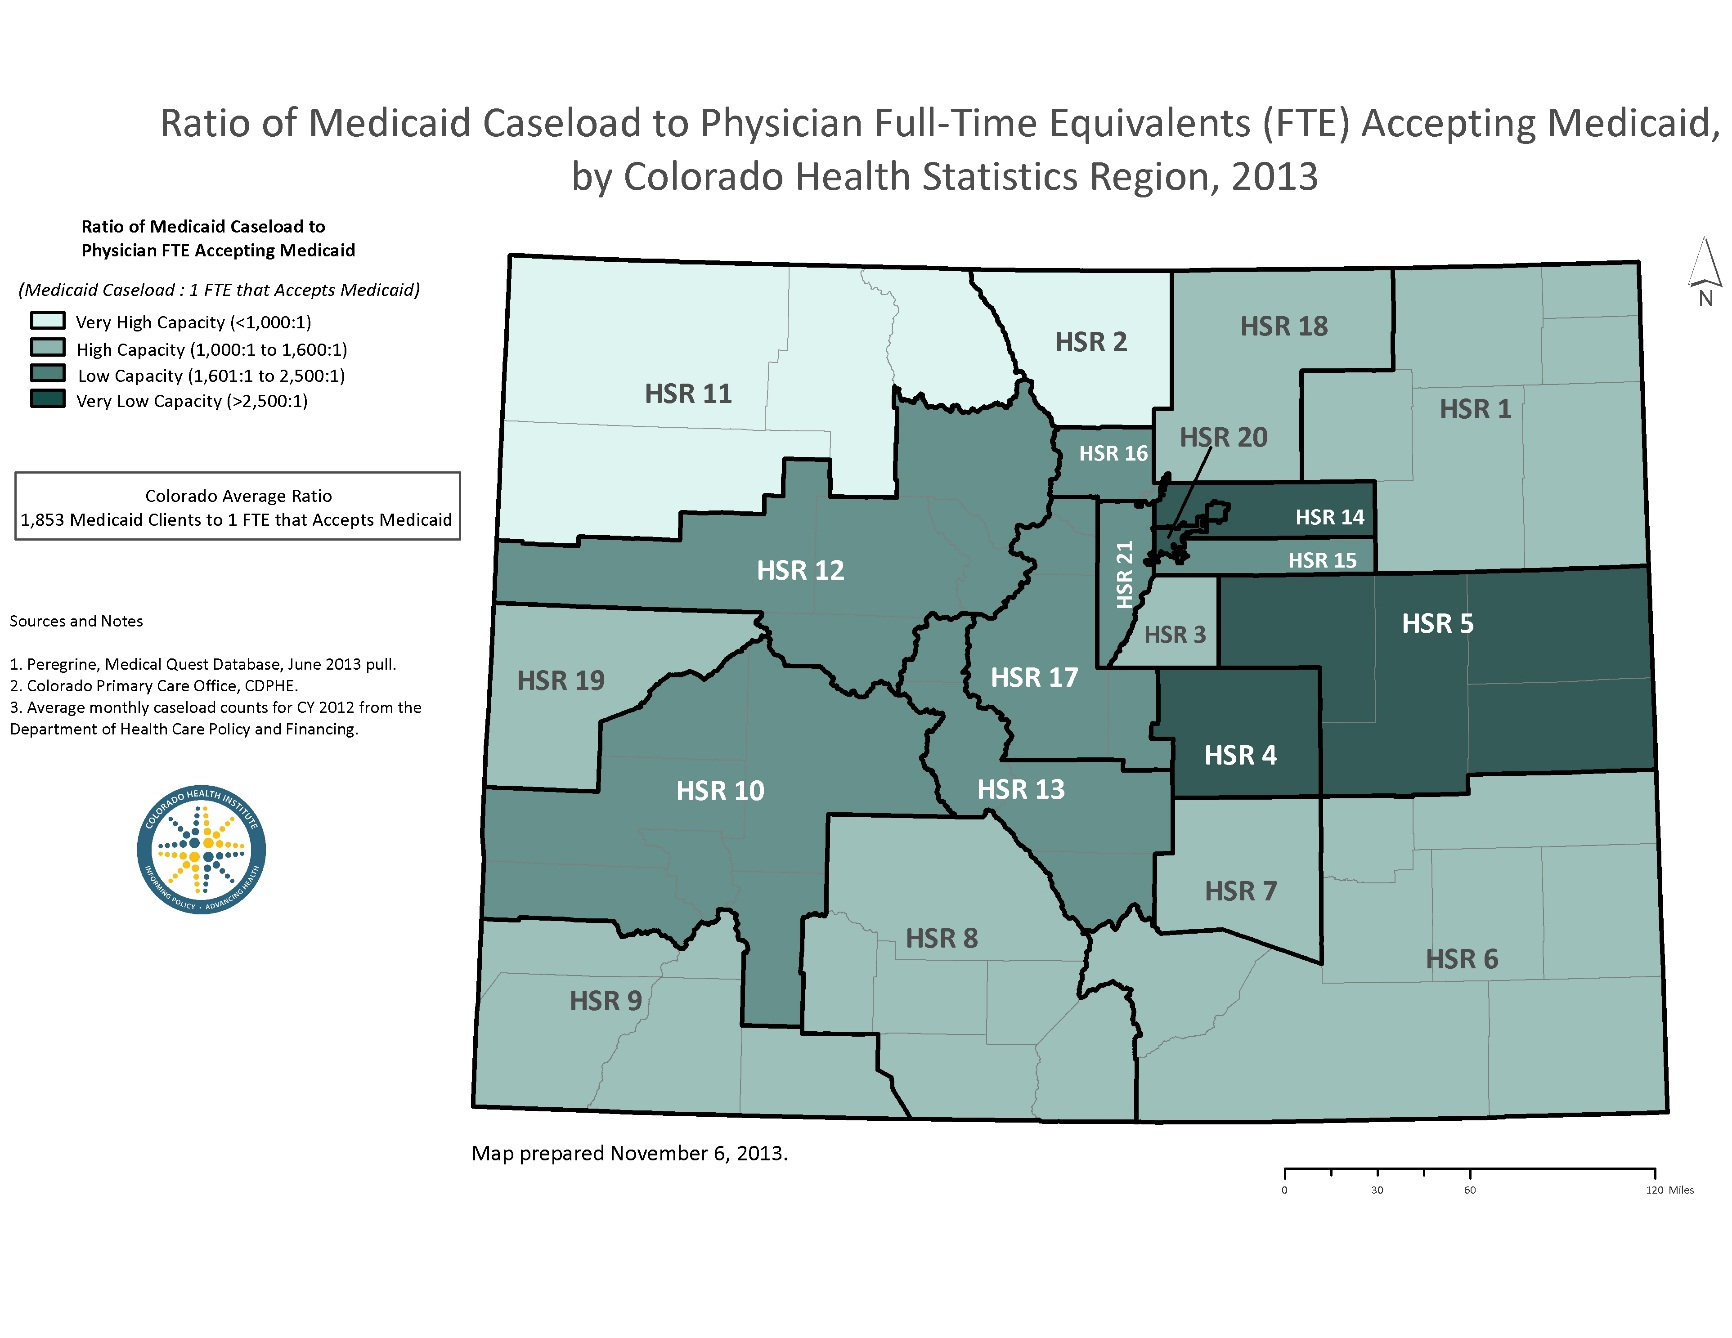 Ratio of Medicaid Caseload to Physician Full-Time Equivalents (FTE) Accepting Medicaid,
by Colorado Health Statistics Region, 2013
Ratio of Medicaid Caseload to
Physician FTE Accepting Medicaid
(Medicaid Caseload : 1 FTE that Accepts Medicaid)
Very High Capacity (<1,000:1)
High Capacity (1,000:1 to 1,600:1)
Low Capacity (1,601:1 to 2,500:1)
Very Low Capacity (>2,500:1)
Colorado Average Ratio
1,853 Medicaid Clients to 1 FTE that Accepts Medicaid
Sources and Notes
1. Peregrine, Medical Quest Database, June 2013 pull.
2. Colorado Primary Care Office, CDPHE.
3. Average monthly caseload counts for CY 2012 from the
Department of Health Care Policy and Financing.
COLORADO HEALTH INSTITUTE
INFORMING POLICY · ADVANCING HEALTH
N
HSR 18
HSR 2
HSR 11
HSR 1
HSR 20
HSR 16
HSR 14
HSR 15
HSR 12
HSR 21
HSR 5
HSR 3
HSR 19
HSR 17
HSR 4
HSR 10
HSR 13
HSR 7
HSR 8
HSR 6
HSR 9
Map prepared November 6, 2013.
0 30 60 120 Miles